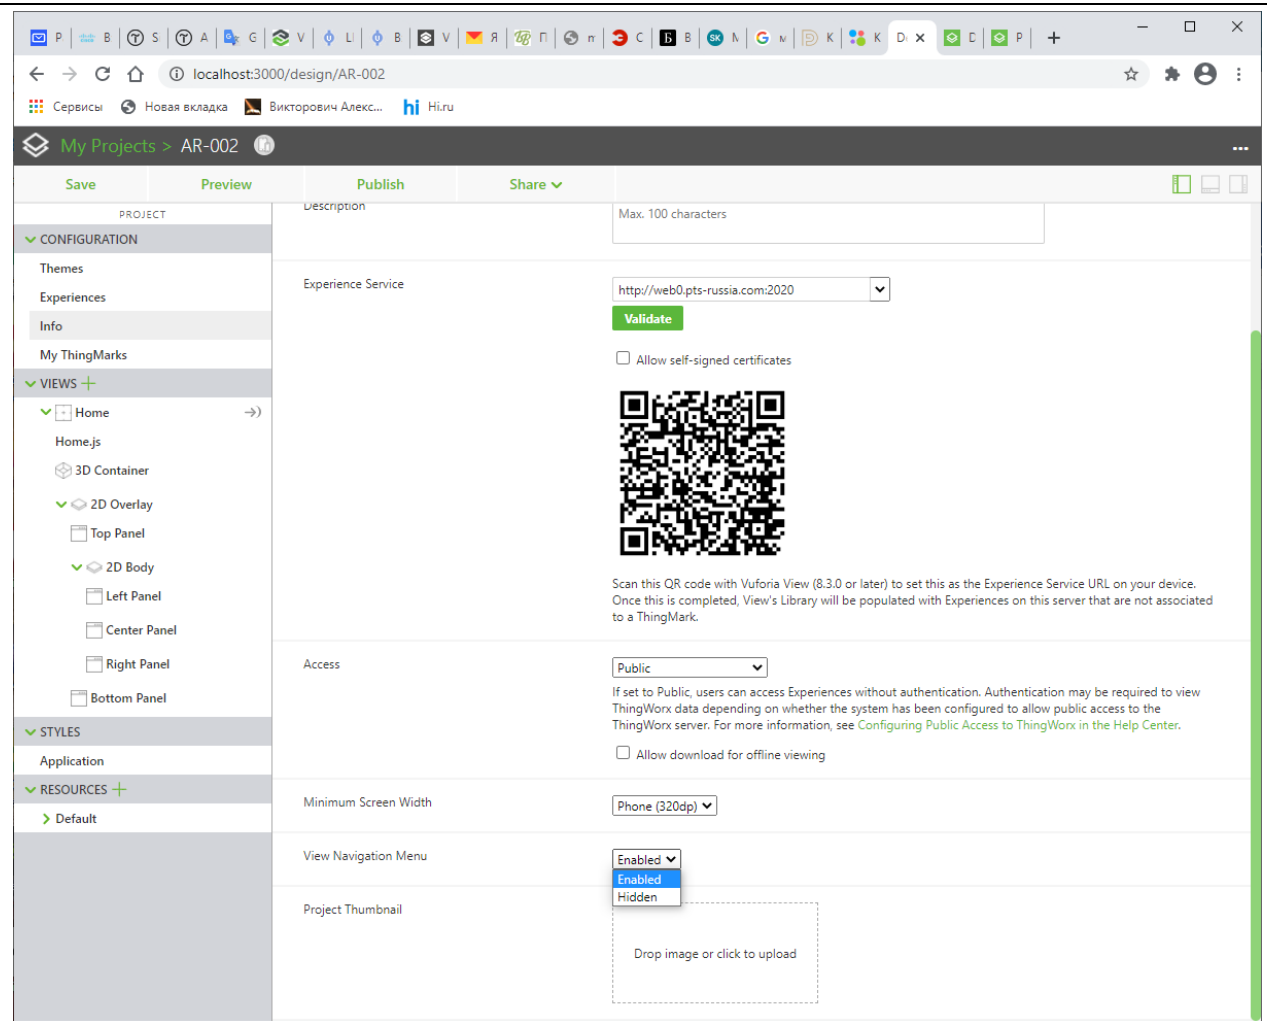 P B S A G V Ц В V Я П п С В N G м К К D E P
localhost:3000/design/AR-002
Сервисы Новая вкладка Викторович Алекс... hi Hi.ru
My Projects > AR-002
Save Preview Publish Share
PROJECT
CONFIGURATION
Themes
Experiences
Info
My ThingMarks
VIEWS
Home
Home.js
3D Container
2D Overlay
Top Panel
2D Body
Left Panel
Center Panel
Right Panel
Bottom Panel
STYLES
Application
RESOURCES
Default
Description
Max. 100 characters
Experience Service
http://web0.pts-russia.com:2020
Validate
Allow self-signed certificates
Scan this QR code with Vuforia View (8.3.0 or later) to set this as the Experience Service URL on your device.
Once this is completed, View's Library will be populated with Experiences on this server that are not associated
to a ThingMark.
Access
Public
If set to Public, users can access Experiences without authentication. Authentication may be required to view
ThingWorx data depending on whether the system has been configured to allow public access to the
ThingWorx server. For more information, see Configuring Public Access to ThingWorx in the Help Center.
Allow download for offline viewing
Minimum Screen Width
Phone (320dp)
View Navigation Menu
Enabled
Enabled
Hidden
Project Thumbnail
Drop image or click to upload